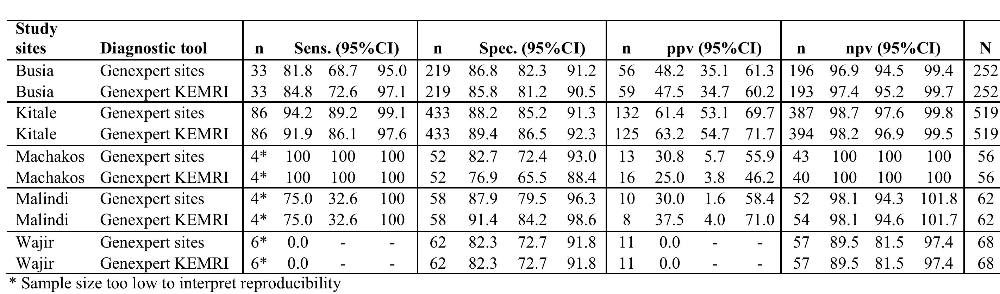 Study
sites Diagnostic tool n Sens. (95%CI) n Spec. (95%CI) n ppv (95%CI) n npv (95%CI) N
Busia Genexpert sites 33 81.8 68.7 95.0 219 86.8 82.3 91.2 56 48.2 35.1 61.3 196 96.9 94.5 99.4 252
Busia Genexpert KEMRI 33 84.8 72.6 97.1 219 85.8 81.2 90.5 59 47.5 34.7 60.2 193 97.4 95.2 99.7 252
Kitale Genexpert sites 86 94.2 89.2 99.1 433 88.2 85.2 91.3 132 61.4 53.1 69.7 387 98.7 97.6 99.8 519
Kitale Genexpert KEMRI 86 91.9 86.1 97.6 433 89.4 86.5 92.3 125 63.2 54.7 71.7 394 98.2 96.9 99.5 519
Machakos Genexpert sites 4* 100 100 100 52 82.7 72.4 93.0 13 30.8 5.7 55.9 43 100 100 100 56
Machakos Genexpert KEMRI 4* 100 100 100 52 76.9 65.5 88.4 16 25.0 3.8 46.2 40 100 100 100 56
Malindi Genexpert sites 4* 75.0 32.6 100 58 87.9 79.5 96.3 10 30.0 1.6 58.4 52 98.1 94.3 101.8 62
Malindi Genexpert KEMRI 4* 75.0 32.6 100 58 91.4 84.2 98.6 8 37.5 4.0 71.0 54 98.1 94.6 101.7 62
Wajir Genexpert sites 6* 0.0 - - 62 82.3 72.7 91.8 11 0.0 - - 57 89.5 81.5 97.4 68
Wajir Genexpert KEMRI 6* 0.0 - - 62 82.3 72.7 91.8 11 0.0 - - 57 89.5 81.5 97.4 68
* Sample size too low to interpret reproducibility